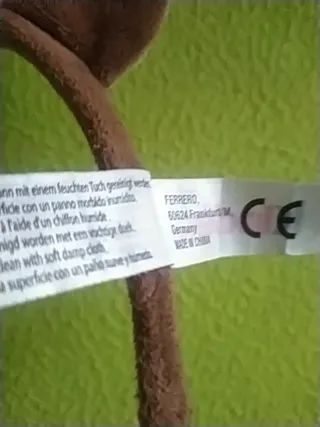 ann mit einem feuchten Tuch gereinigt werden
rficie con un panno morbido inumidito.
à l'aide d'un chiffon humide.
nigd worden met een vochtige doek.
lean with soft damp cloth.
a superficie con un paño suave y húmedo.
FERRERO,
60624 Frankfurt/M.,
Germany
MADE IN CHINA
CE